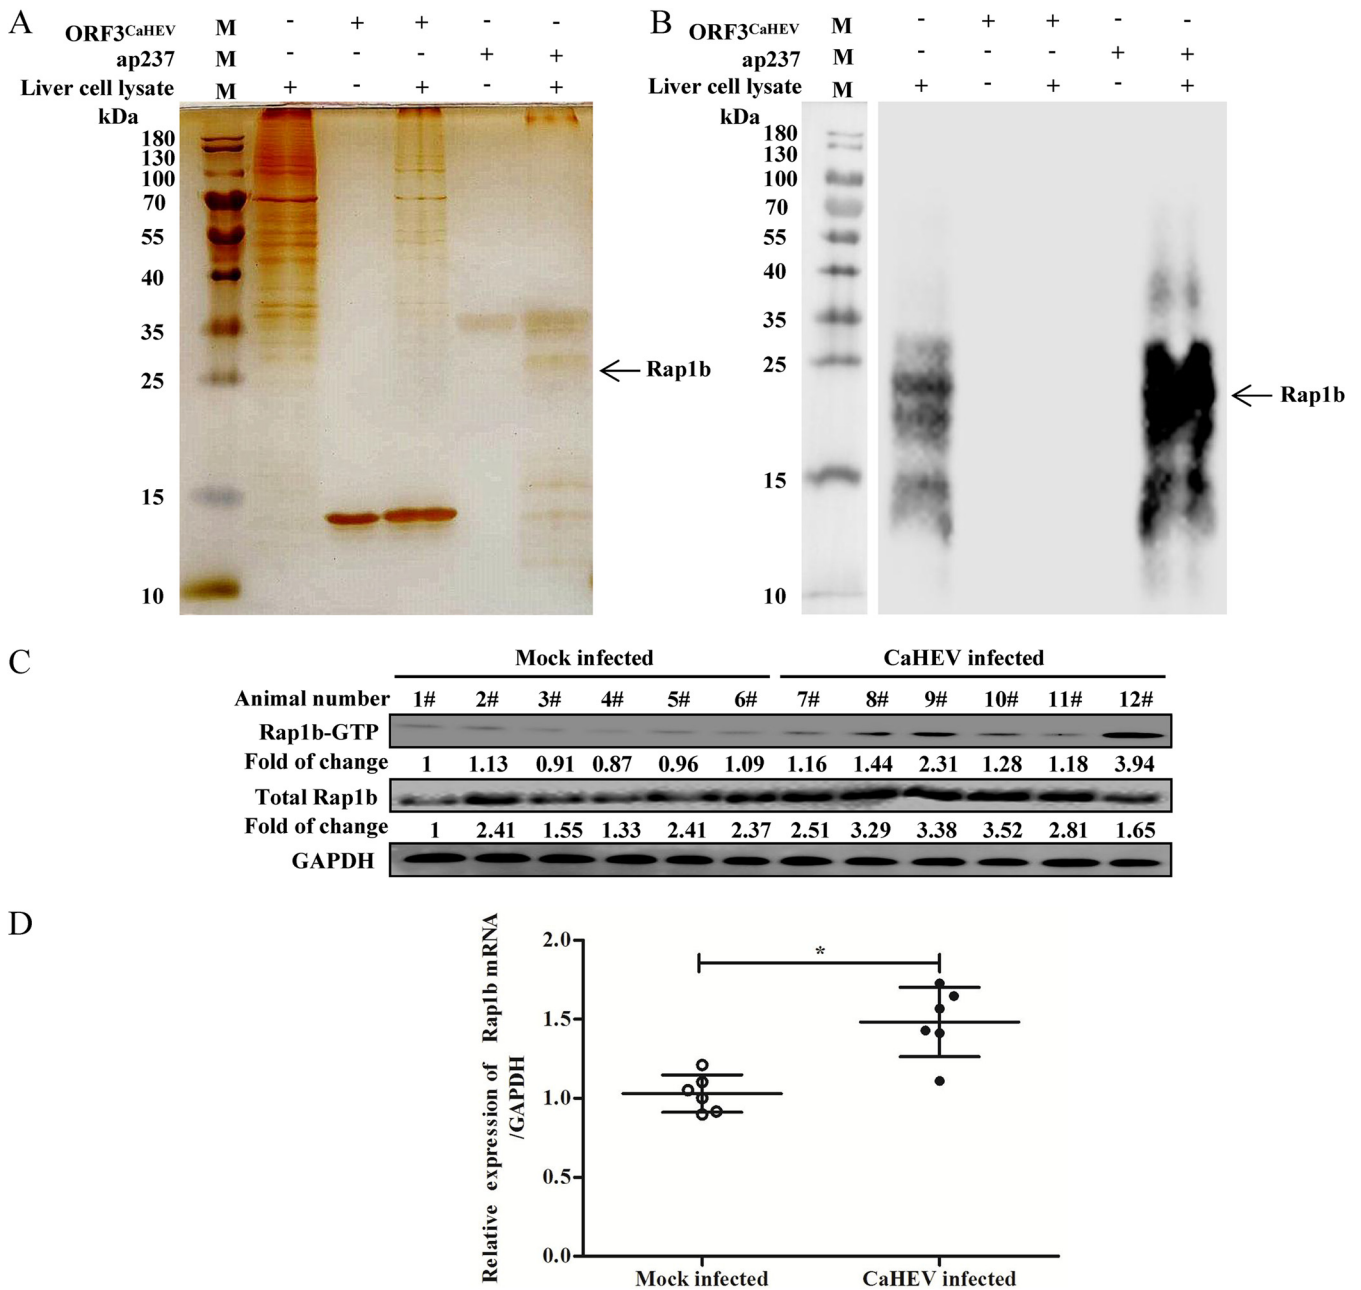 A
ORF3CaHEV M - + + - -
ap237 M - - - + +
Liver cell lysate M + - + - +
kDa
180
130
100
70
55
40
35
25
15
10
Rap1b
B
ORF3CaHEV M - + + - -
ap237 M - - - + +
Liver cell lysate M + - + - +
kDa
180
130
100
70
55
40
35
25
15
10
Rap1b
C
Mock infected CaHEV infected
Animal number 1# 2# 3# 4# 5# 6# 7# 8# 9# 10# 11# 12#
Rap1b-GTP
Fold of change 1 1.13 0.91 0.87 0.96 1.09 1.16 1.44 2.31 1.28 1.18 3.94
Total Rap1b
Fold of change 1 2.41 1.55 1.33 2.41 2.37 2.51 3.29 3.38 3.52 2.81 1.65
GAPDH
D
Relative expression of Rap1b mRNA
/GAPDH
2.0
1.5
1.0
0.5
0.0
*
Mock infected CaHEV infected